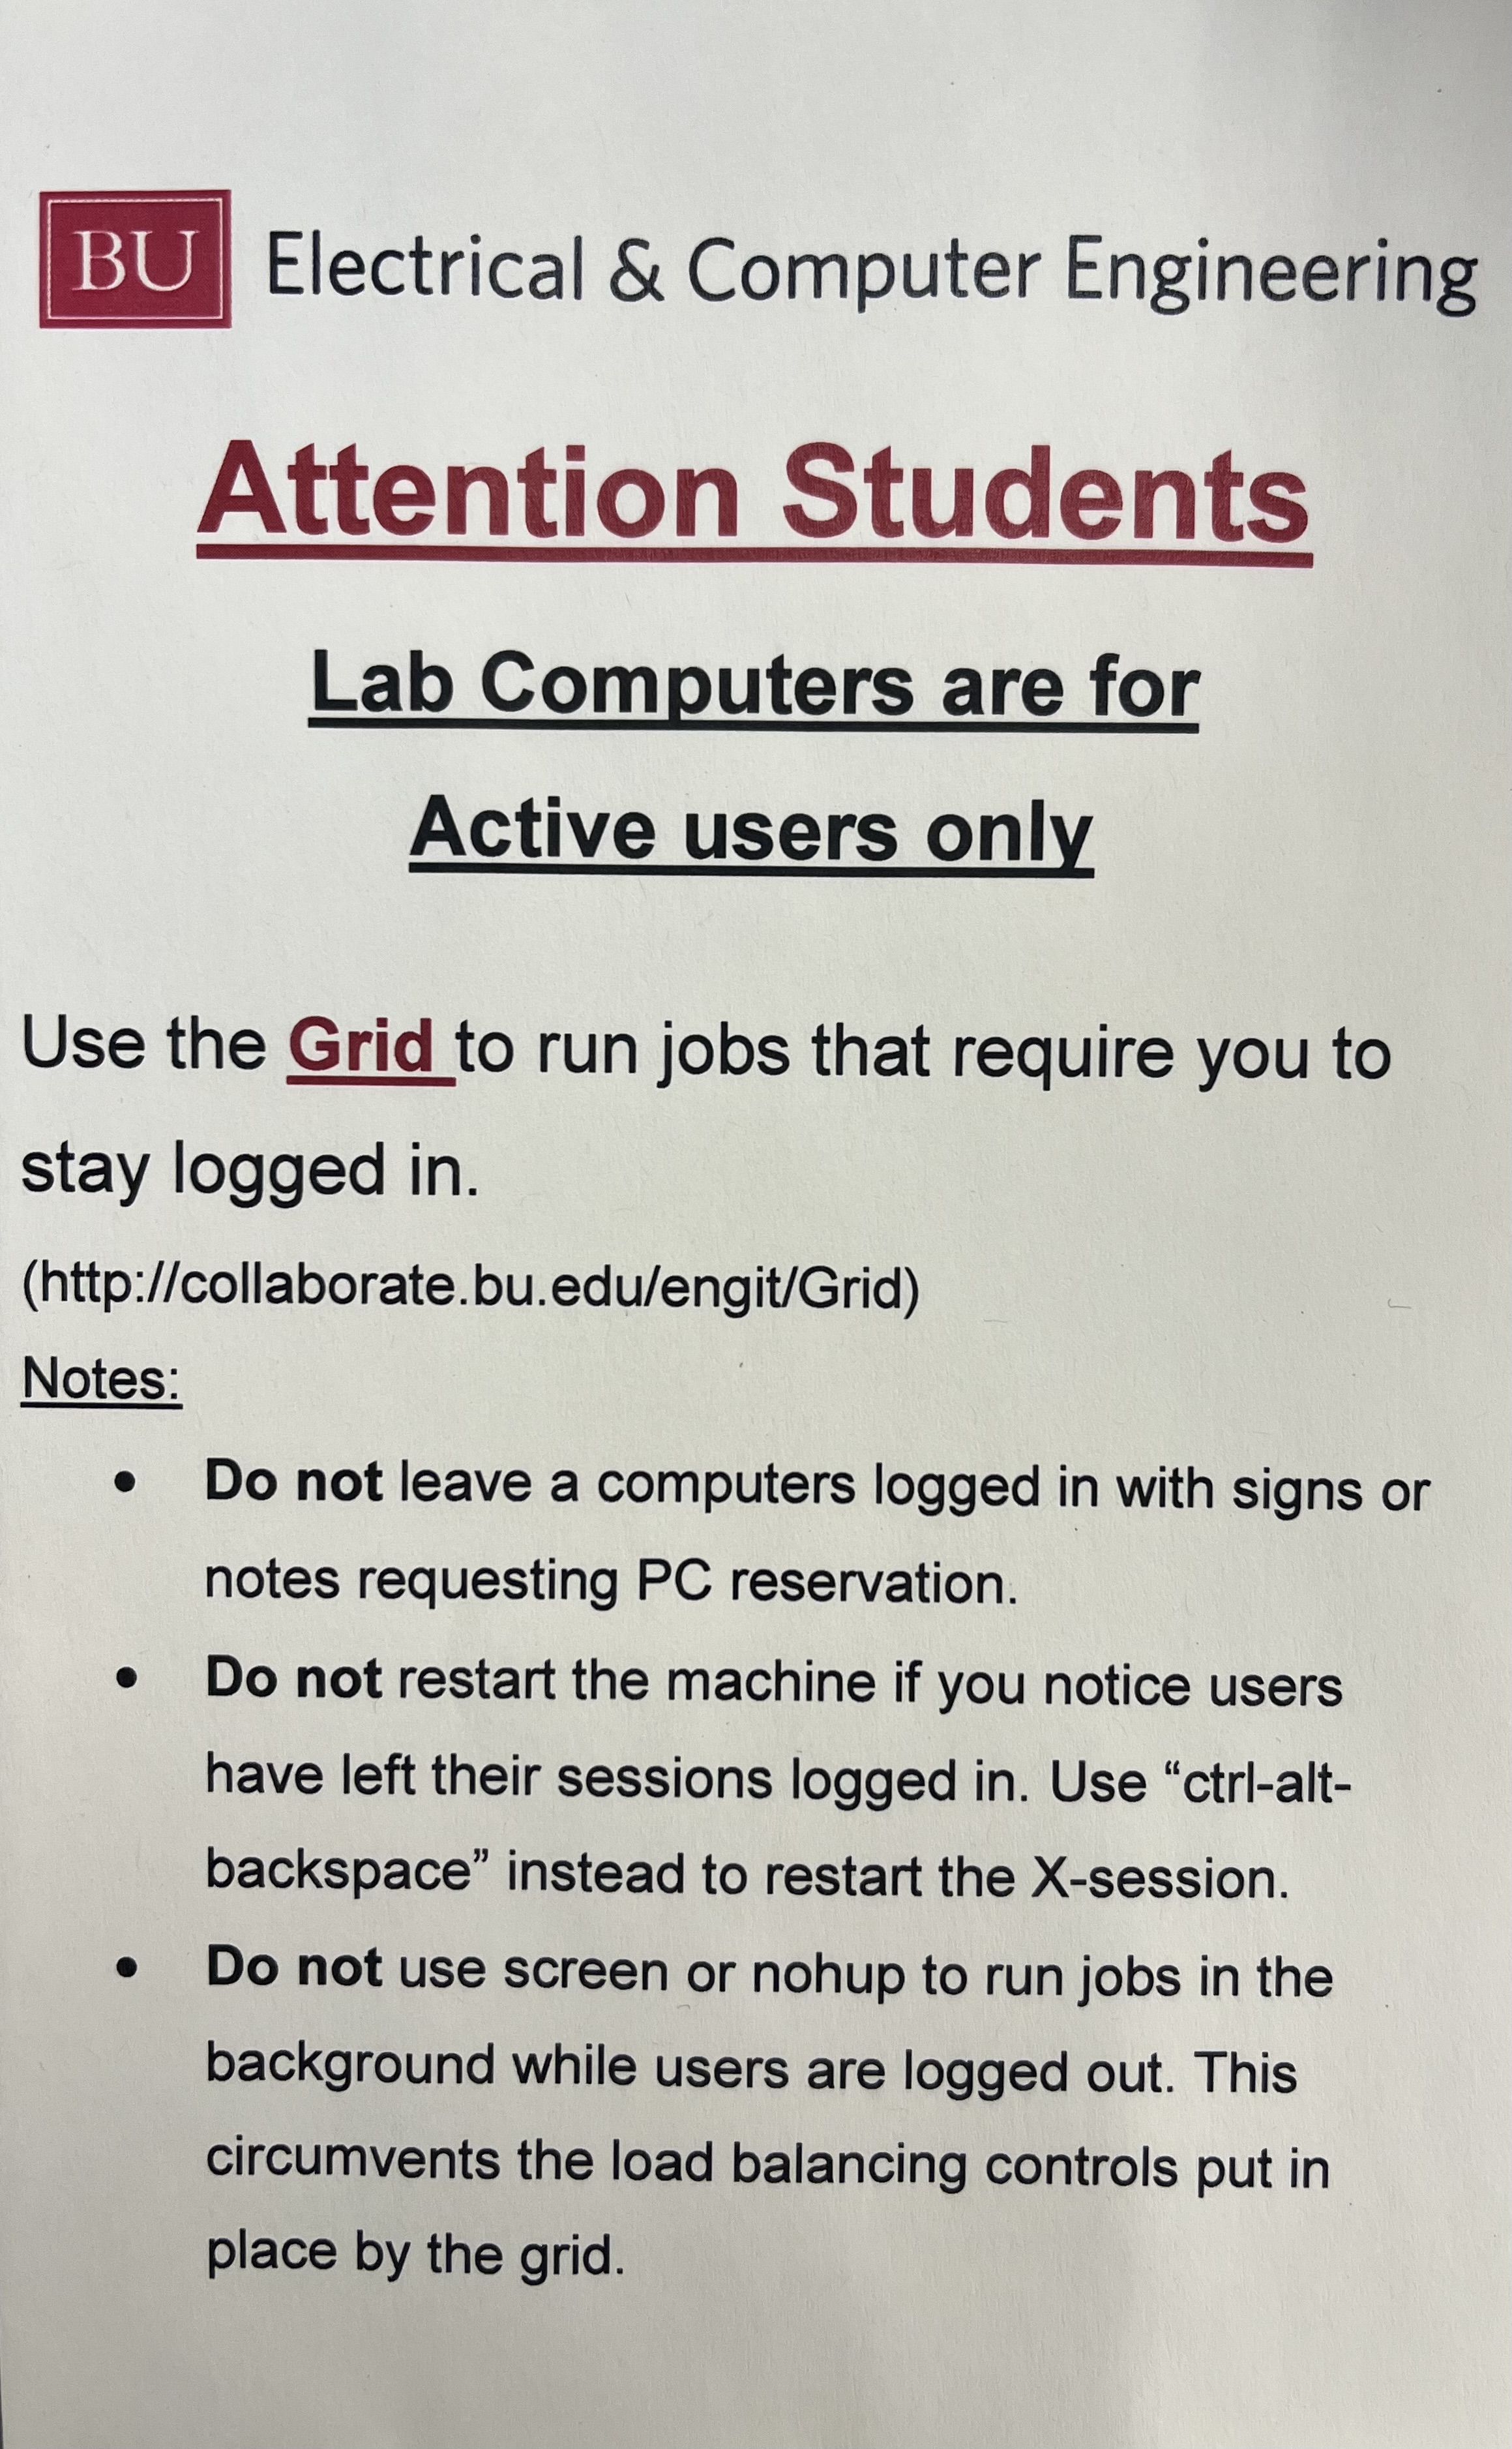 BU Electrical & Computer Engineering
Attention Students
Lab Computers are for
Active users only
Use the Grid to run jobs that require you to
stay logged in.
(http://collaborate.bu.edu/engit/Grid)
Notes:
• Do not leave a computers logged in with signs or
notes requesting PC reservation.
• Do not restart the machine if you notice users
have left their sessions logged in. Use “ctrl-alt-
backspace” instead to restart the X-session.
• Do not use screen or nohup to run jobs in the
background while users are logged out. This
circumvents the load balancing controls put in
place by the grid.